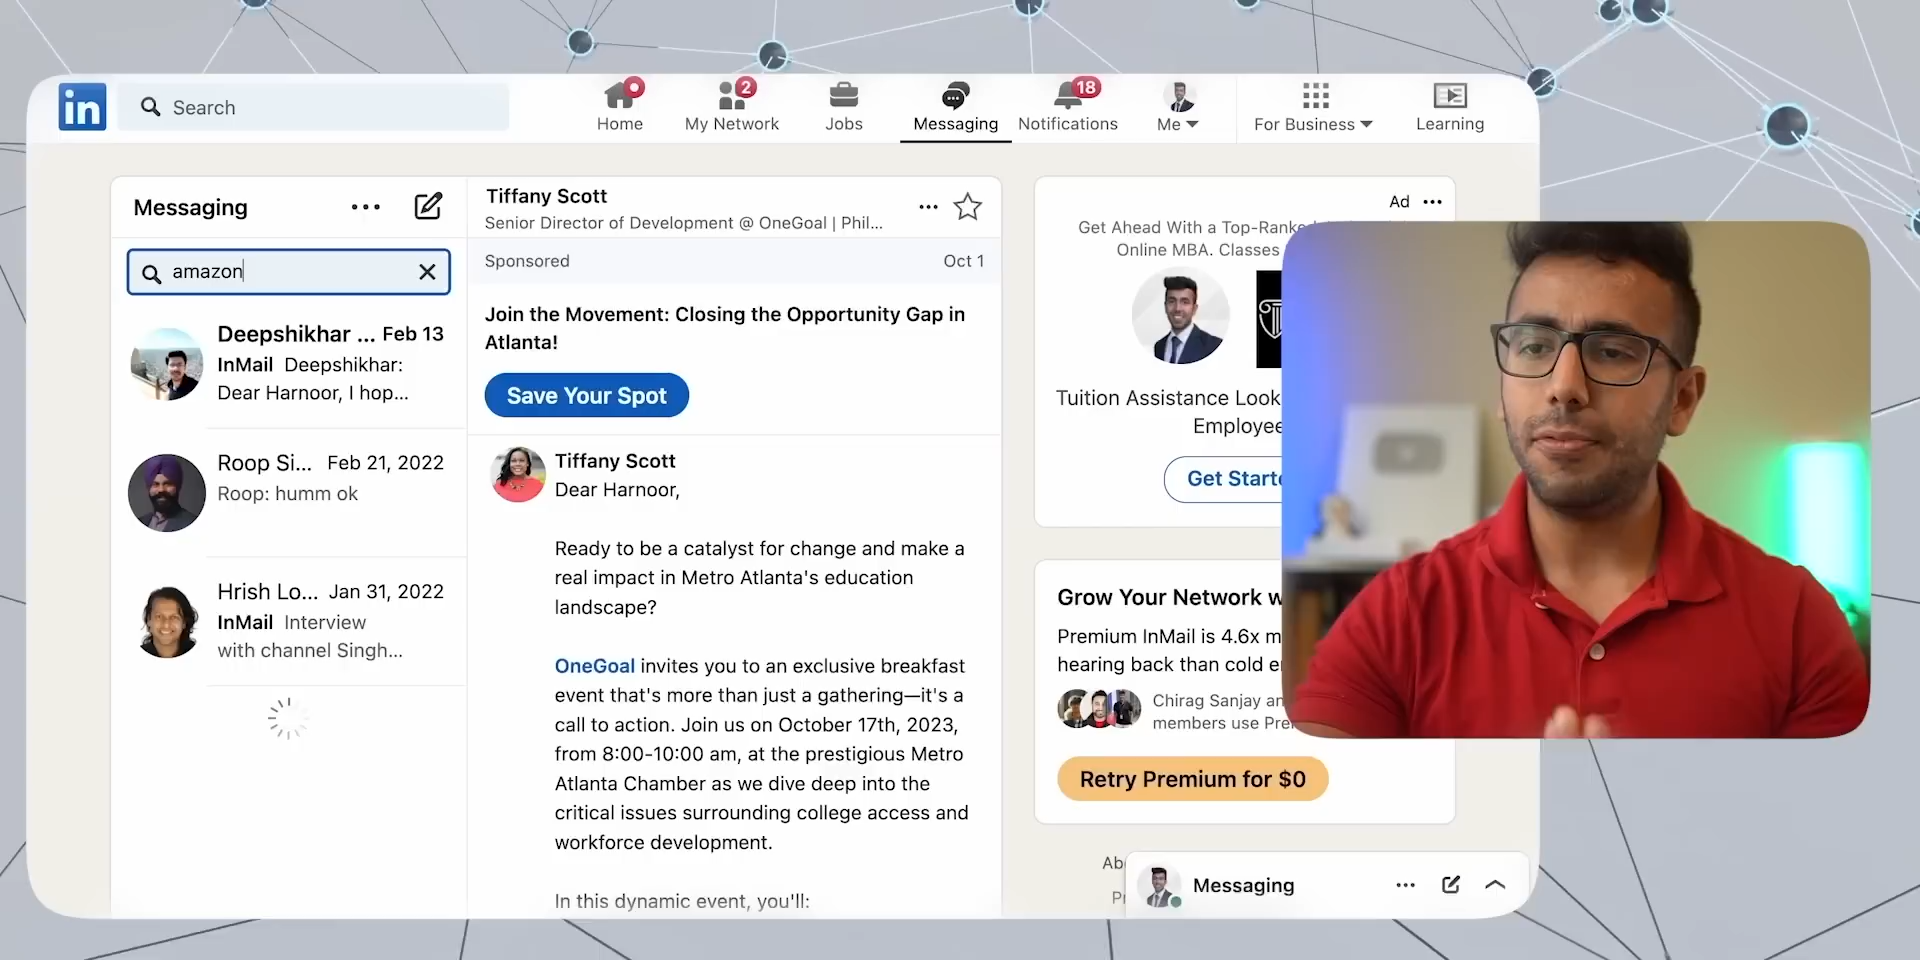 in
Search
Home
2
My Network
Jobs
Messaging
18
Notifications
Me
For Business
Learning
Messaging
amazon
Deepshikhar ... Feb 13
InMail Deepshikhar:
Dear Harnoor, I hop...
Roop Si... Feb 21, 2022
Roop: humm ok
Hrish Lo... Jan 31, 2022
InMail Interview
with channel Singh...
Tiffany Scott
Senior Director of Development @ OneGoal | Phil...
Sponsored Oct 1
Join the Movement: Closing the Opportunity Gap in
Atlanta!
Save Your Spot
Tiffany Scott
Dear Harnoor,
Ready to be a catalyst for change and make a
real impact in Metro Atlanta's education
landscape?
OneGoal invites you to an exclusive breakfast
event that's more than just a gathering—it's a
call to action. Join us on October 17th, 2023,
from 8:00-10:00 am, at the prestigious Metro
Atlanta Chamber as we dive deep into the
critical issues surrounding college access and
workforce development.
In this dynamic event, you'll:
Ad
Get Ahead With a Top-Ranke
Online MBA. Classes
Tuition Assistance Look
Employee
Get Starte
Grow Your Network w
Premium InMail is 4.6x m
hearing back than cold e
Chirag Sanjay an
members use Pre
Retry Premium for $0
Ab
Messaging